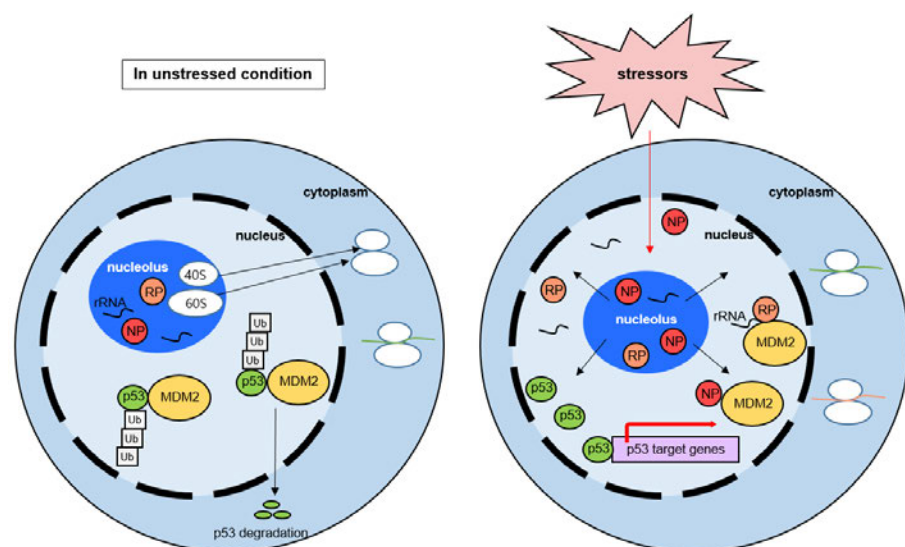 In unstressed condition
cytoplasm
nucleus
nucleolus
40S
RP
60S
rRNA
NP
Ub
Ub
Ub
p53
MDM2
p53
MDM2
Ub
Ub
Ub
p53 degradation
stressors
cytoplasm
NP
nucleus
RP
NP
nucleolus
NP
RP
rRNA
RP
MDM2
p53
p53
NP
MDM2
p53
p53 target genes